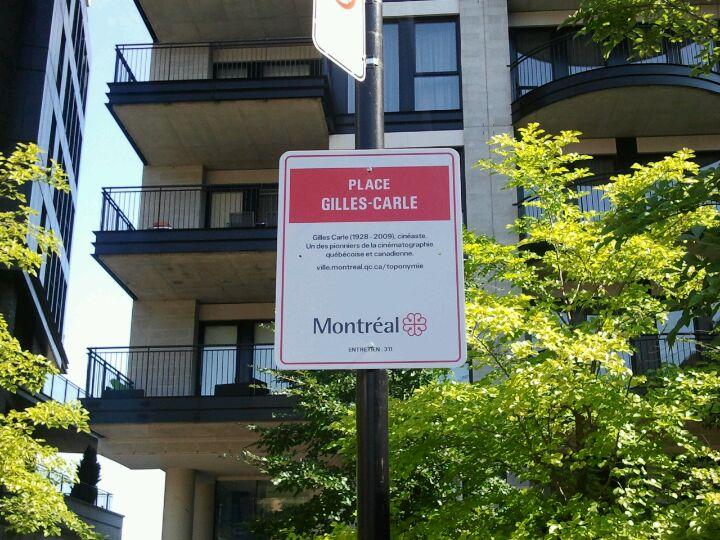 PLACE
GILLES-CARLE
Gilles Carle (1928 - 2009), cinéaste.
Un des pionniers de la cinématographie
québécoise et canadienne.
ville.montreal.qc.ca/toponymie
Montréal
ENTRETIEN : 311